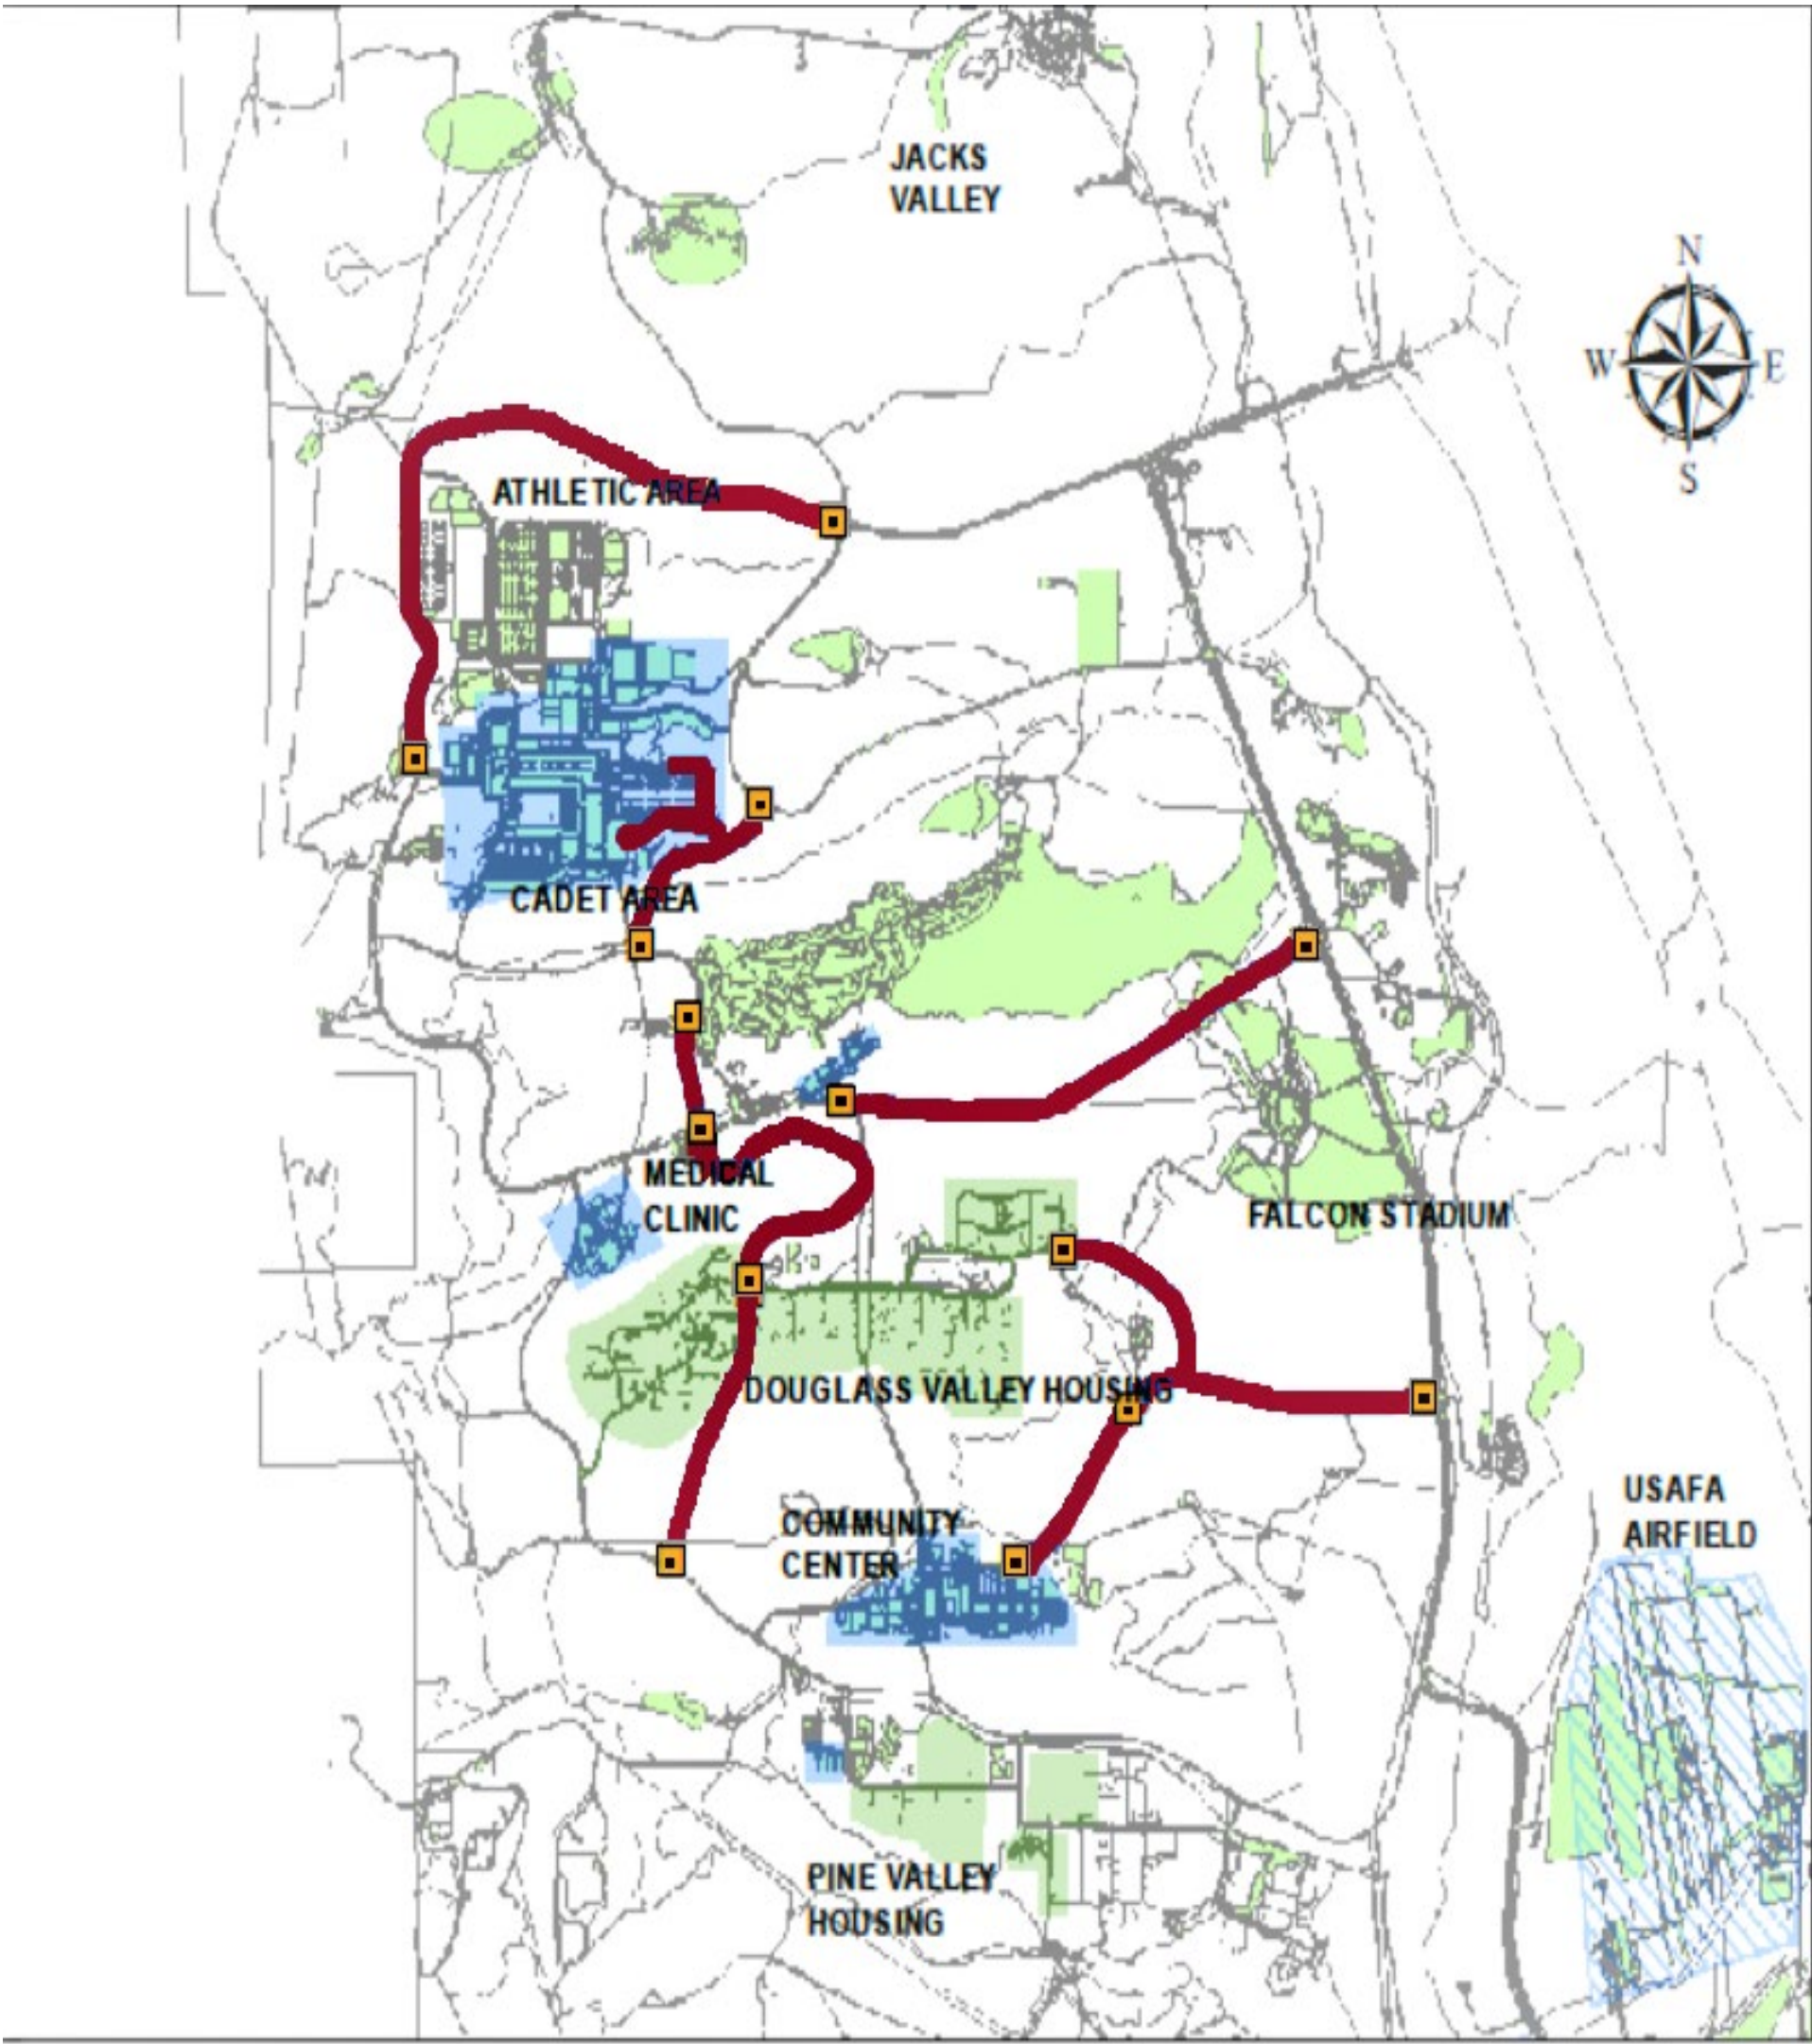 JACKS
VALLEY
N
W
E
S
ATHLETIC AREA
CADET AREA
MEDICAL
CLINIC
FALCON STADIUM
DOUGLASS VALLEY HOUSING
USAFA
AIRFIELD
COMMUNITY
CENTER
PINE VALLEY
HOUSING